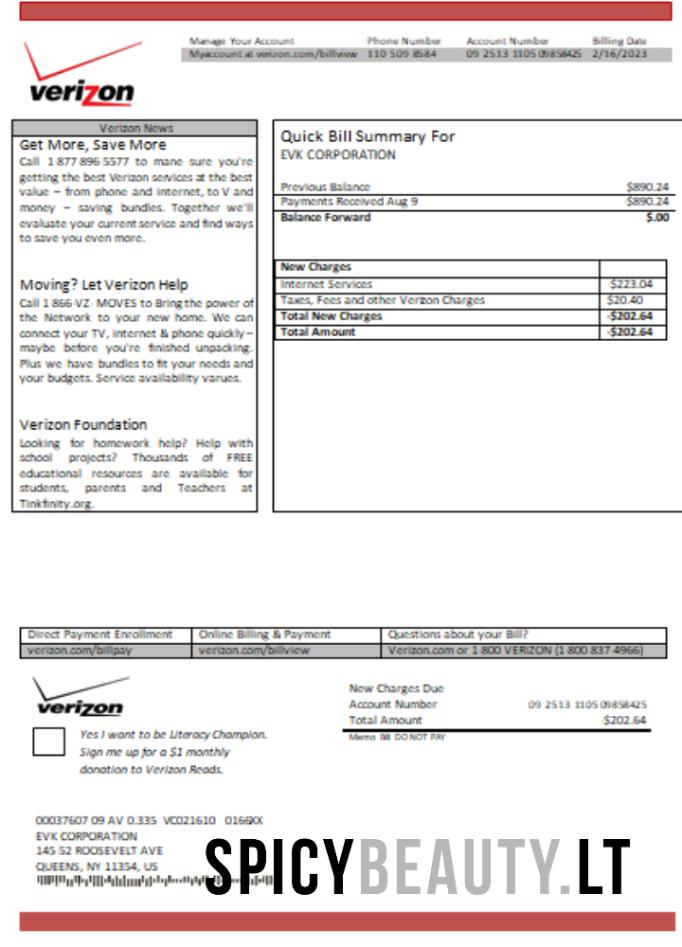 Manage Your Account Phone Number Account Number Billing Date
Myaccount at verizon.com/billview 110 509 8584 09 2513 1105 09858425 2/16/2023
verizon
Verizon News
Get More, Save More
Call 1 877 896 5577 to mane sure you're
getting the best Verizon services at the best
value – from phone and internet, to V and
money – saving bundles. Together we'll
evaluate your current service and find ways
to save you even more.
Moving? Let Verizon Help
Call 1 866 VZ MOVES to Bring the power of
the Network to your new home. We can
connect your TV, internet & phone quickly–
maybe before you're finished unpacking.
Plus we have bundles to fit your needs and
your budgets. Service availability varues.
Verizon Foundation
Looking for homework help? Help with
school projects? Thousands of FREE
educational resources are available for
students, parents and Teachers at
Tinkfinity.org.
Quick Bill Summary For
EVK CORPORATION
Previous Balance $890.24
Payments Received Aug 9 -$890.24
Balance Forward $.00
New Charges
Internet Services -$223.04
Taxes, Fees and other Verizon Charges $20.40
Total New Charges -$202.64
Total Amount -$202.64
Direct Payment Enrollment Online Billing & Payment Questions about your Bill?
verizon.com/billpay verizon.com/billview Verizon.com or 1 800 VERIZON (1 800 837 4966)
verizon
Yes I want to be Literacy Champion.
Sign me up for a $1 monthly
donation to Verizon Reads.
New Charges Due
Account Number 09 2513 1105 09858425
Total Amount -$202.64
Memo Bill DO NOT PAY
00037607 09 AV 0.335 VC021610 0166XX
EVK CORPORATION
145 52 ROOSEVELT AVE
QUEENS, NY 11354, US
SPICYBEAUTY.LT